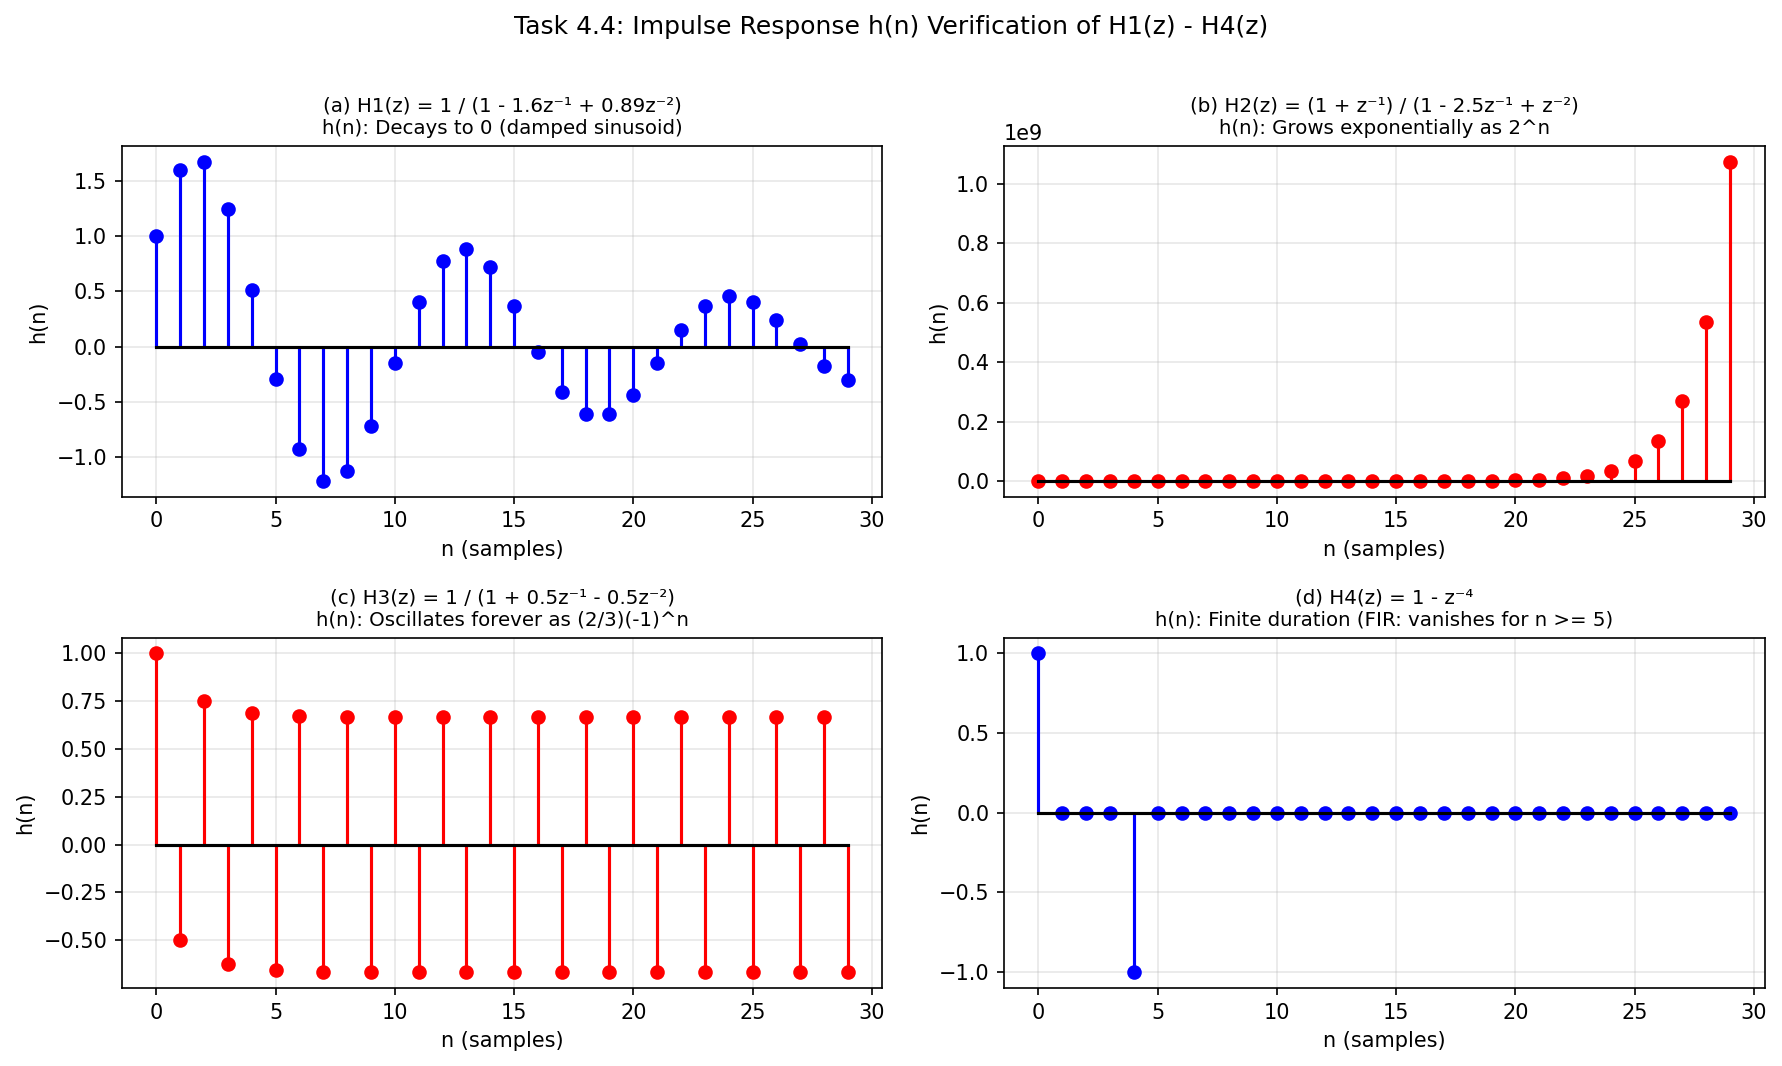 Task 4.4: Impulse Response h(n) Verification of H1(z) - H4(z)
(a) H1(z) = 1 / (1 - 1.6z⁻¹ + 0.89z⁻²)
h(n): Decays to 0 (damped sinusoid)
1.5
1.0
0.5
0.0
−0.5
−1.0
h(n)
0 5 10 15 20 25 30
n (samples)
(b) H2(z) = (1 + z⁻¹) / (1 - 2.5z⁻¹ + z⁻²)
h(n): Grows exponentially as 2^n
1e9
1.0
0.8
0.6
0.4
0.2
0.0
h(n)
0 5 10 15 20 25 30
n (samples)
(c) H3(z) = 1 / (1 + 0.5z⁻¹ - 0.5z⁻²)
h(n): Oscillates forever as (2/3)(-1)^n
1.00
0.75
0.50
0.25
0.00
−0.25
−0.50
h(n)
0 5 10 15 20 25 30
n (samples)
(d) H4(z) = 1 - z⁻⁴
h(n): Finite duration (FIR: vanishes for n >= 5)
1.0
0.5
0.0
−0.5
−1.0
h(n)
0 5 10 15 20 25 30
n (samples)